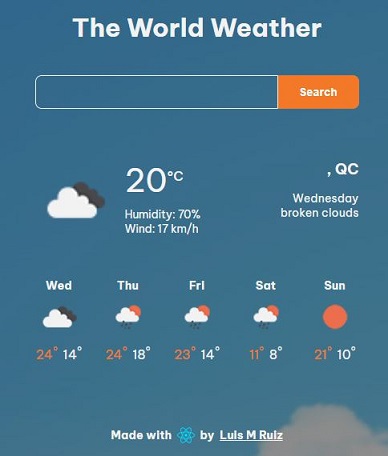 The World Weather
Search
20°C
Humidity: 70%
Wind: 17 km/h
, QC
Wednesday
broken clouds
Wed Thu Fri Sat Sun
24° 14° 24° 18° 23° 14° 11° 8° 21° 10°
Made with by Luis M Ruiz